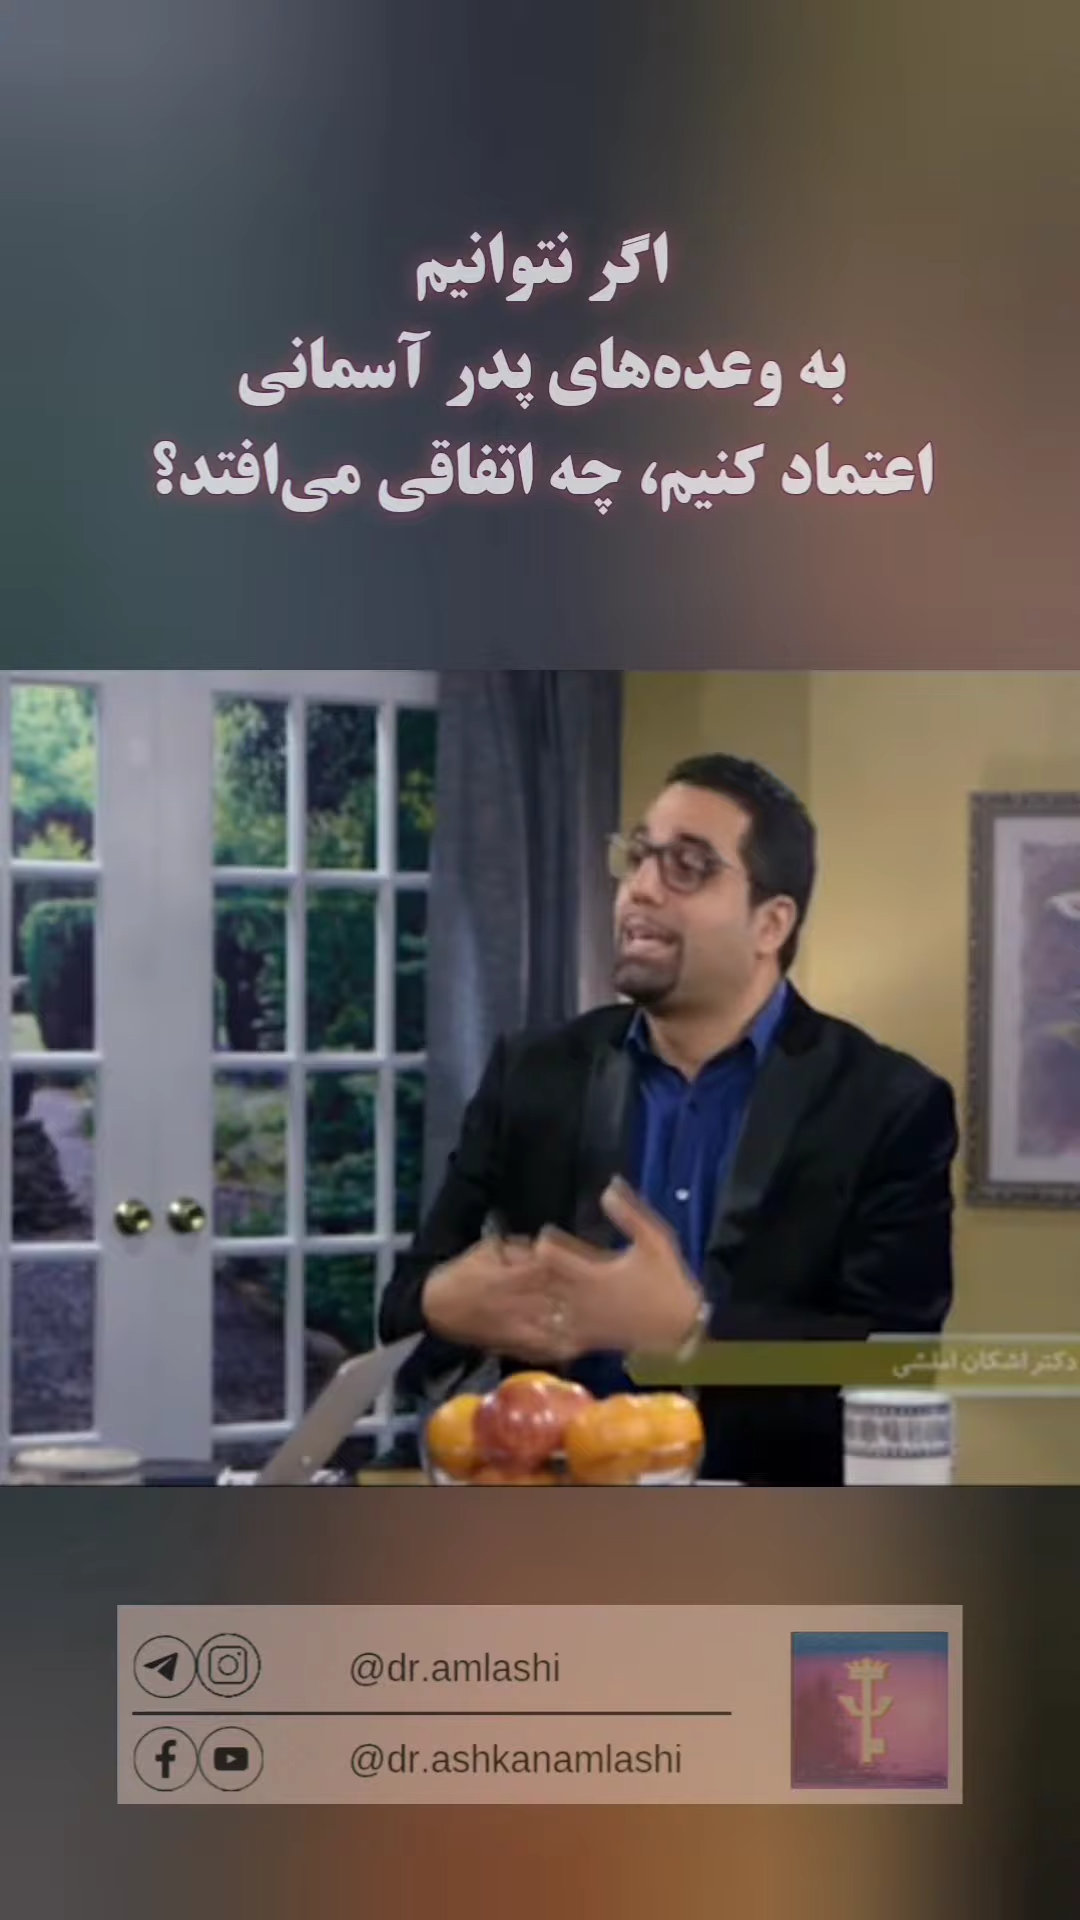 اگر نتوانیم
به وعده‌های پدر آسمانی
اعتماد کنیم، چه اتفاقی می‌افتد؟
دکتر اشکان املشی
@dr.amlashi
@dr.ashkanamlashi